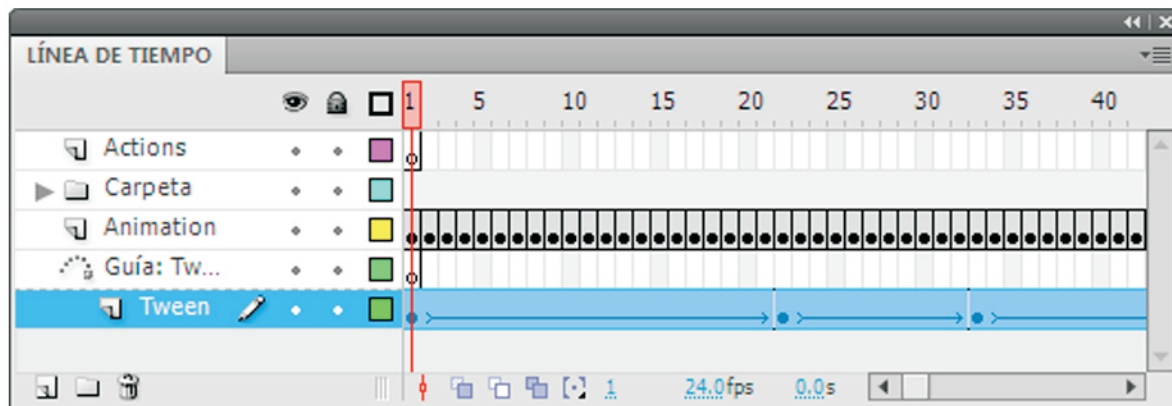 LÍNEA DE TIEMPO
1 5 10 15 20 25 30 35 40
Actions
Carpeta
Animation
Guía: Tw...
Tween
1 24.0fps 0.0s